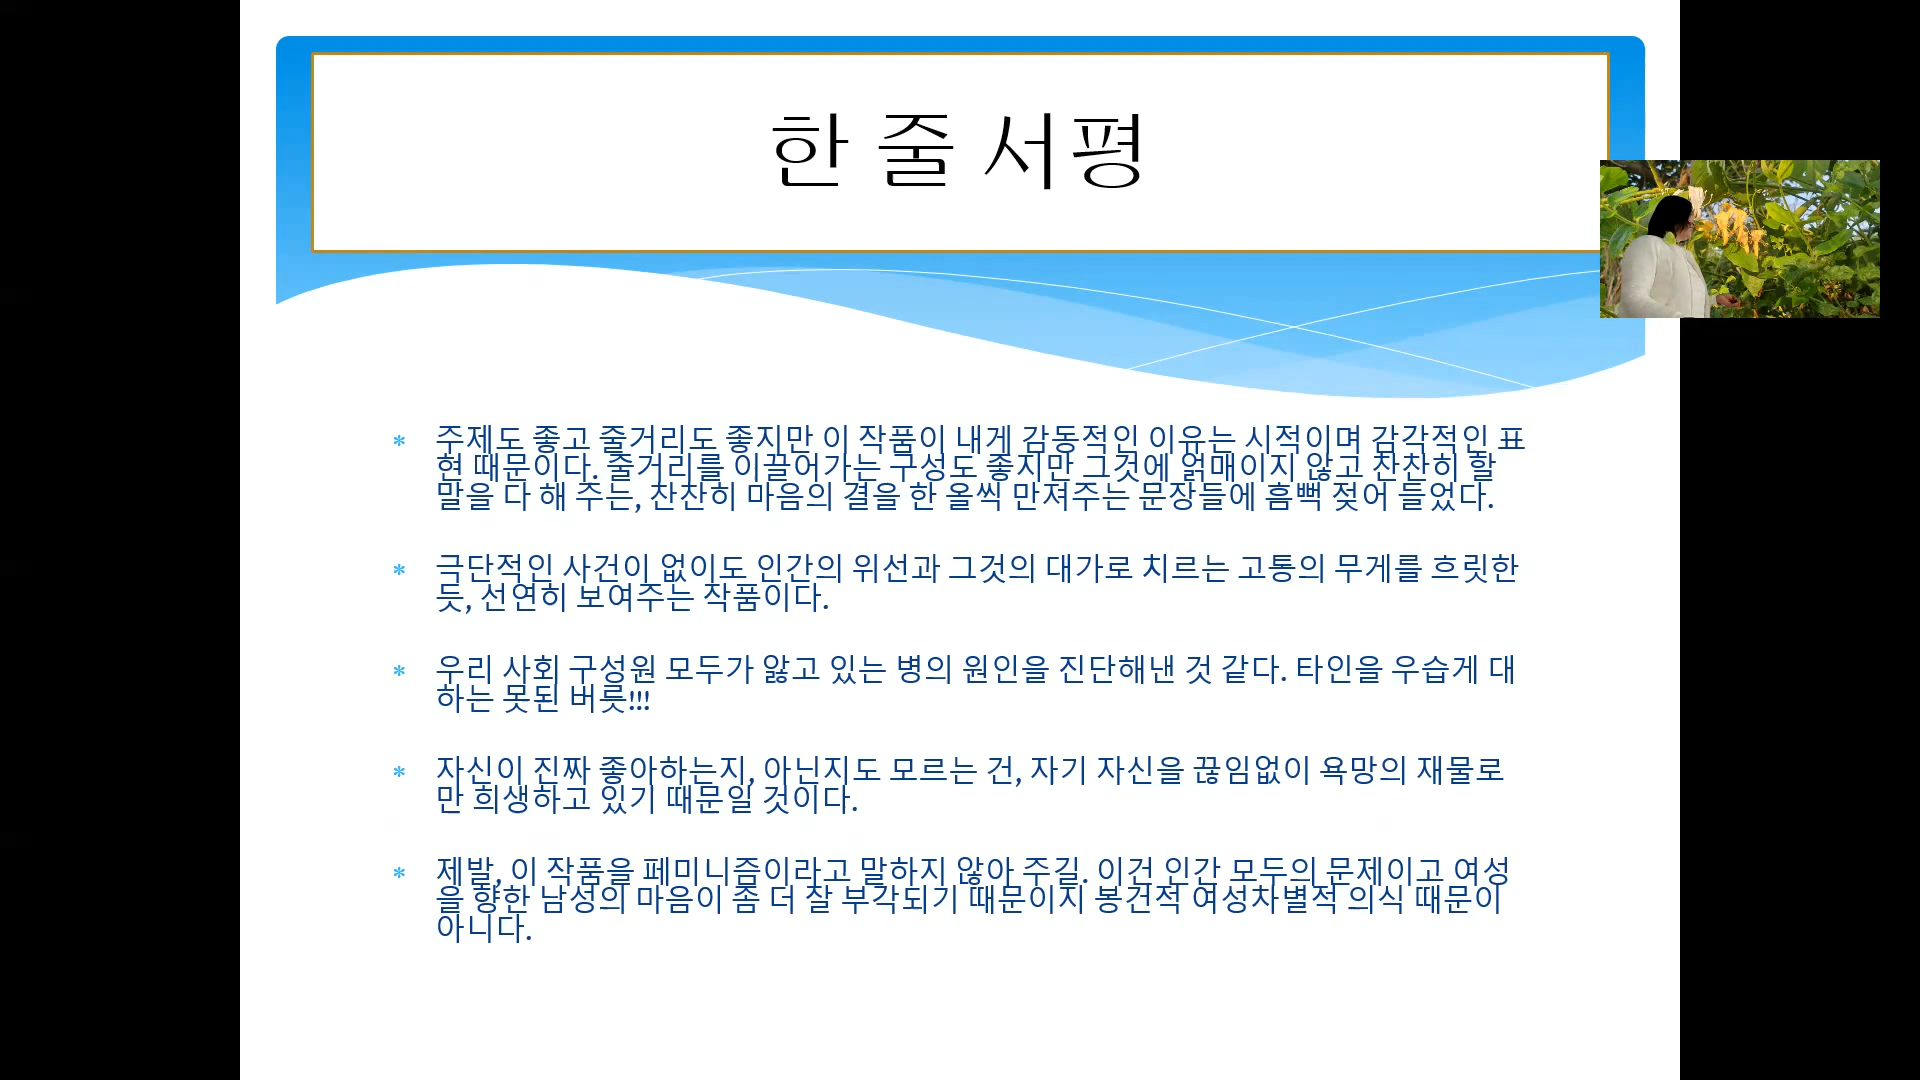 한 줄 서평
* 주제도 좋고 줄거리도 좋지만 이 작품이 내게 감동적인 이유는 시적이며 감각적인 표
현 때문이다. 줄거리를 이끌어가는 구성도 좋지만 그것에 얽매이지 않고 찬찬히 할
말을 다 해 주는, 찬찬히 마음의 결을 한 올씩 만져주는 문장들에 흠뻑 젖어 들었다.
* 극단적인 사건이 없이도 인간의 위선과 그것의 대가로 치르는 고통의 무게를 흐릿한
듯, 선연히 보여주는 작품이다.
* 우리 사회 구성원 모두가 앓고 있는 병의 원인을 진단해낸 것 같다. 타인을 우습게 대
하는 못된 버릇!!!
* 자신이 진짜 좋아하는지, 아닌지도 모르는 건, 자기 자신을 끊임없이 욕망의 재물로
만 희생하고 있기 때문일 것이다.
* 제발, 이 작품을 페미니즘이라고 말하지 않아 주길. 이건 인간 모두의 문제이고 여성
을 향한 남성의 마음이 좀 더 잘 부각되기 때문이지 봉건적 여성차별적 의식 때문이
아니다.